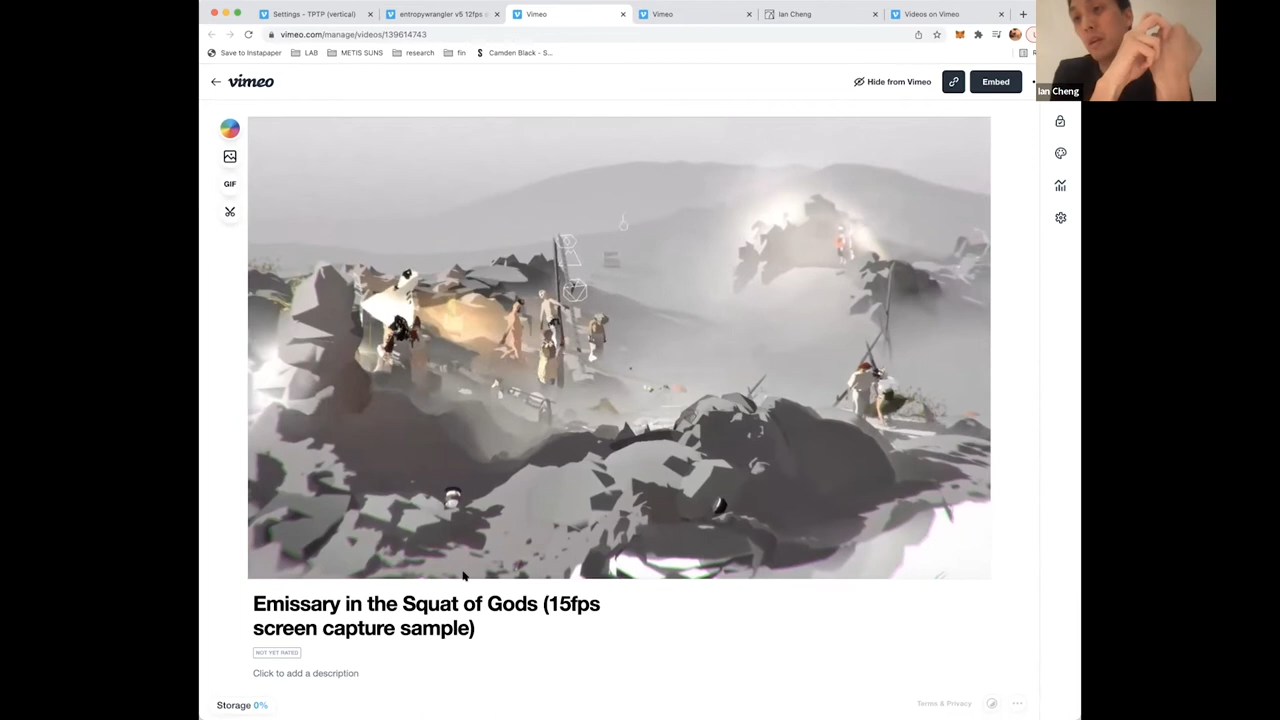 Settings - TPTP (vertical)
entropywrangler v5 12fps s
Vimeo
Vimeo
Ian Cheng
Videos on Vimeo
vimeo.com/manage/videos/139614743
Save to Instapaper
LAB
METIS SUNS
research
fin
Camden Black - S...
vimeo
Hide from Vimeo
Embed
Ian Cheng
GIF
Emissary in the Squat of Gods (15fps
screen capture sample)
NOT YET RATED
Click to add a description
Storage 0%
Terms & Privacy